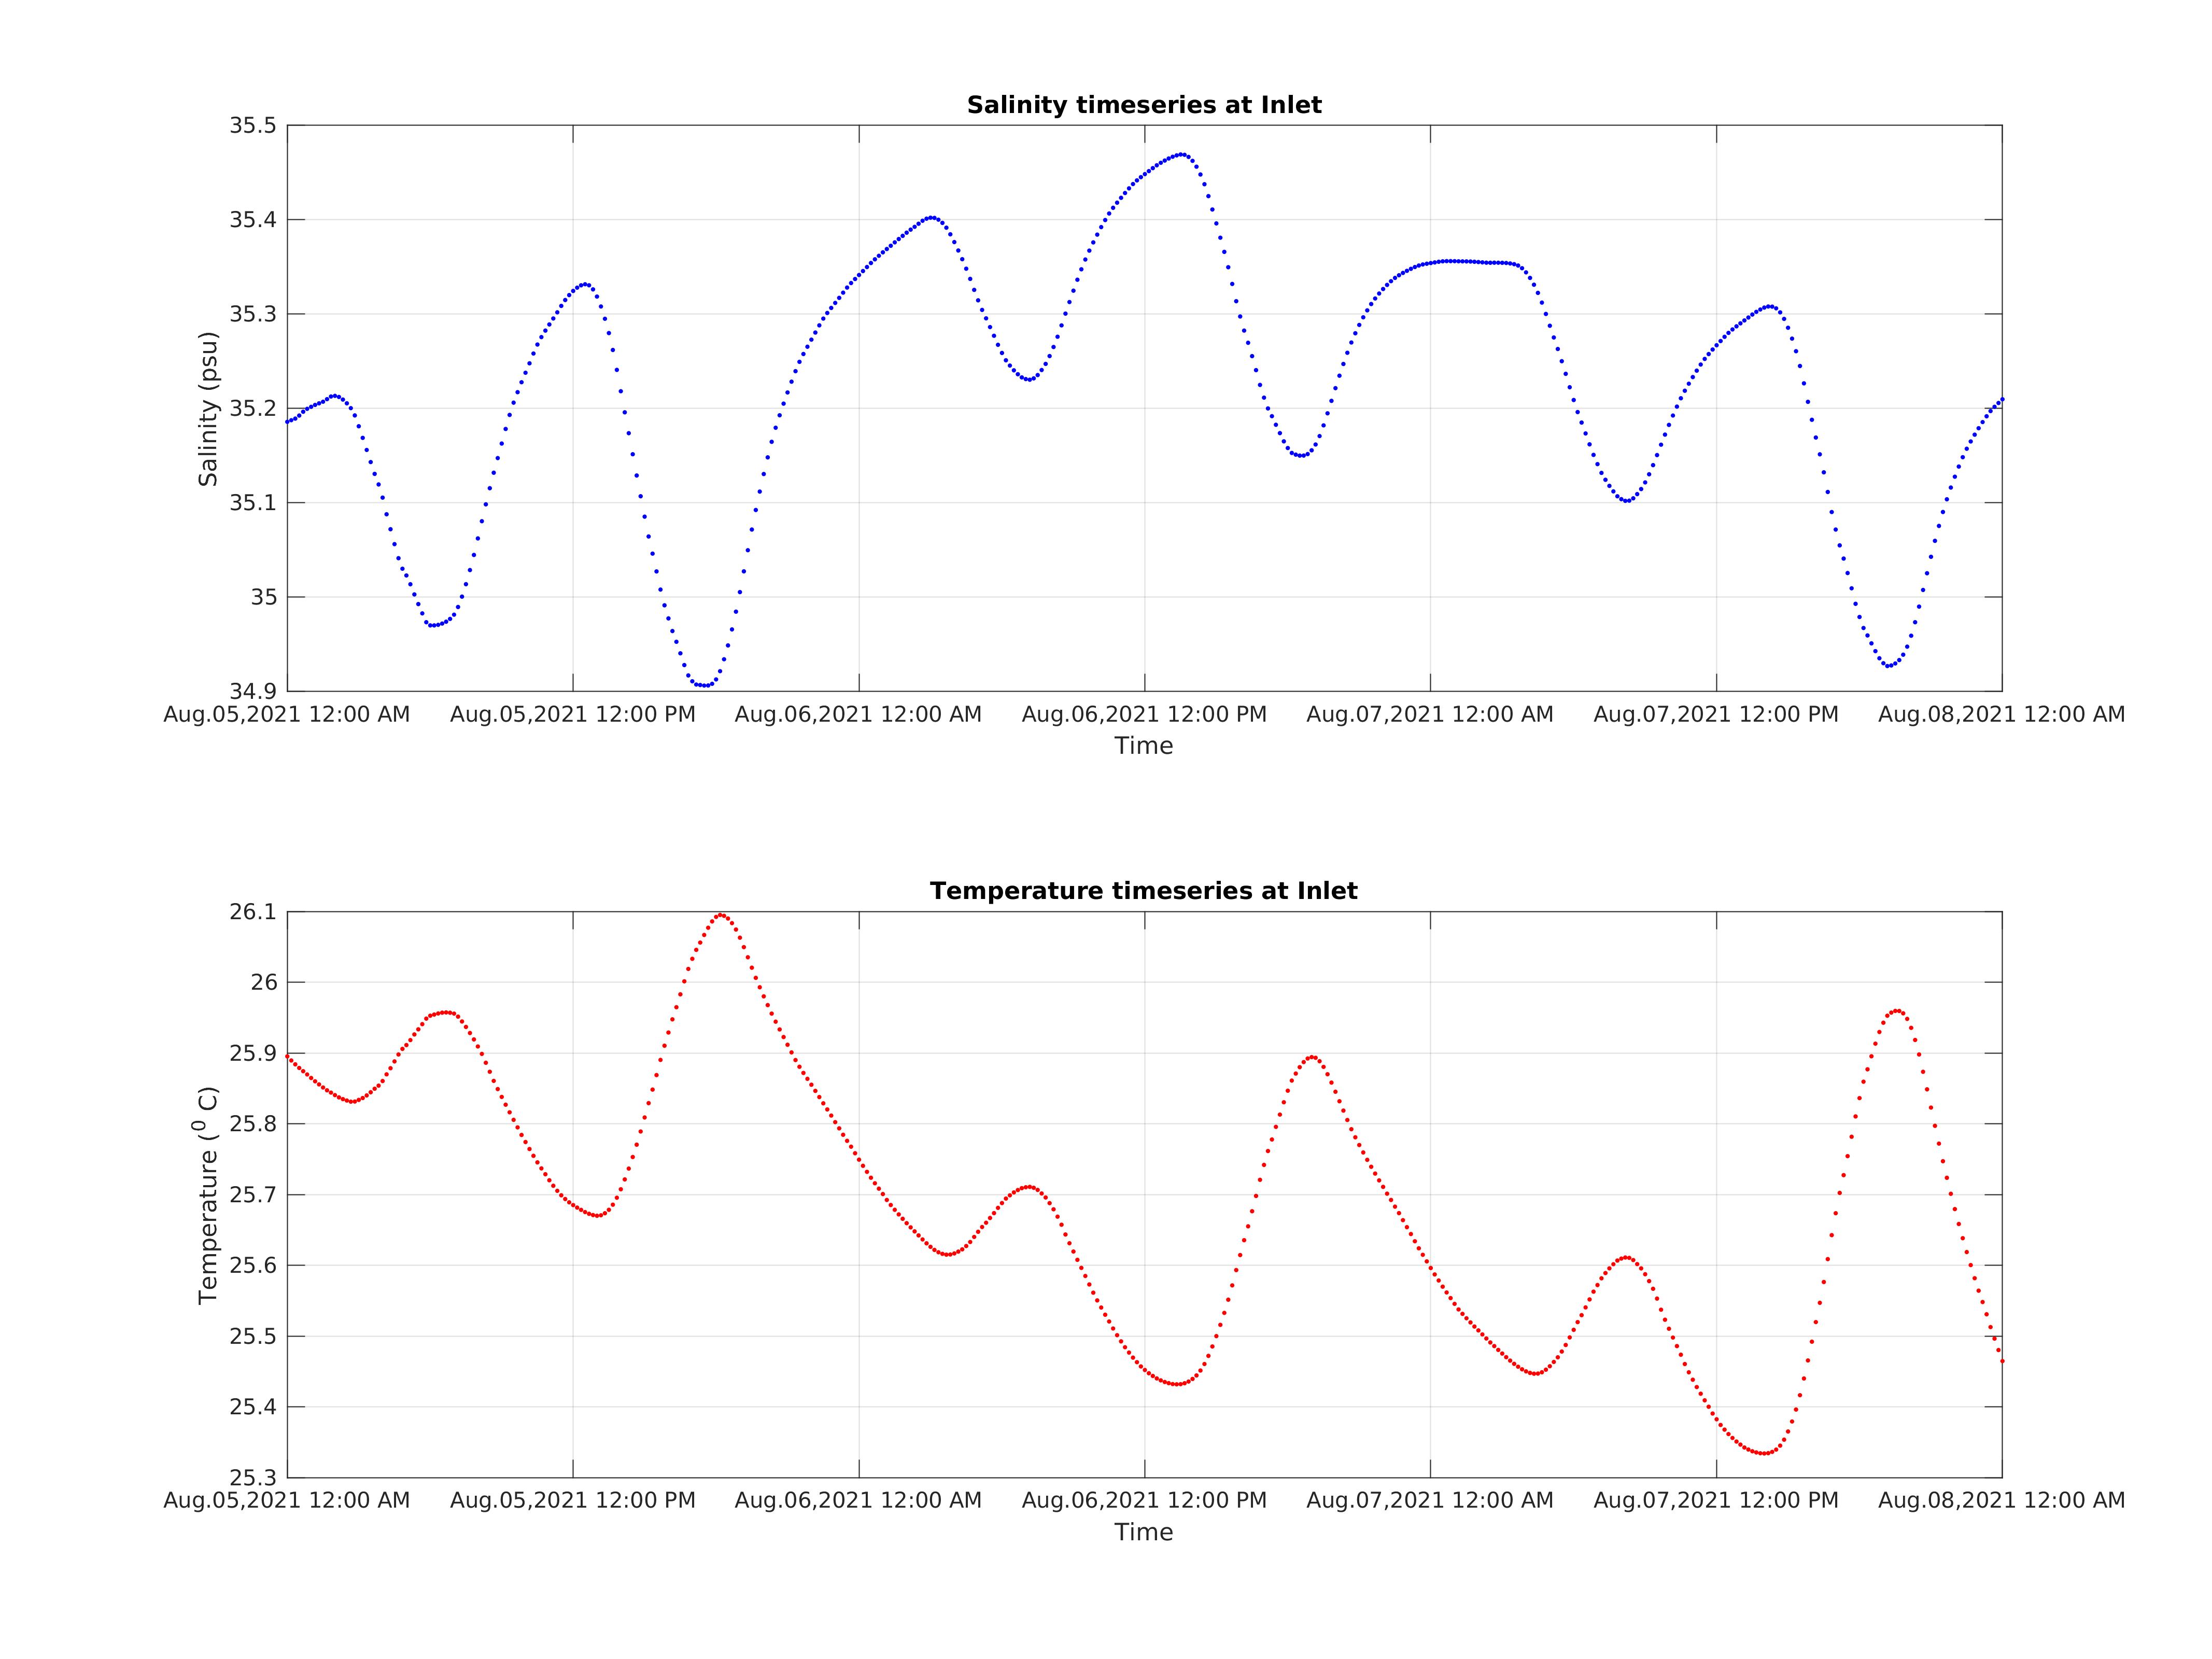 Salinity timeseries at Inlet
35.5
35.4
35.3
35.2
35.1
35
34.9
Salinity (psu)
Aug.05,2021 12:00 AM Aug.05,2021 12:00 PM Aug.06,2021 12:00 AM Aug.06,2021 12:00 PM Aug.07,2021 12:00 AM Aug.07,2021 12:00 PM Aug.08,2021 12:00 AM
Time
Temperature timeseries at Inlet
26.1
26
25.9
25.8
25.7
25.6
25.5
25.4
25.3
Temperature (⁰ C)
Aug.05,2021 12:00 AM Aug.05,2021 12:00 PM Aug.06,2021 12:00 AM Aug.06,2021 12:00 PM Aug.07,2021 12:00 AM Aug.07,2021 12:00 PM Aug.08,2021 12:00 AM
Time